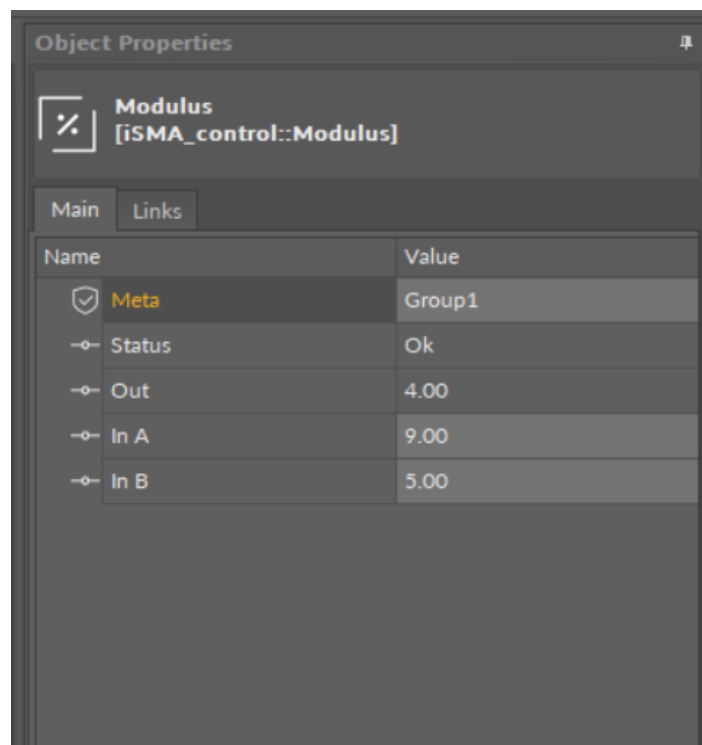 Object Properties
Modulus
[iSMA_control::Modulus]
Main Links
Name Value
Meta Group1
Status Ok
Out 4.00
In A 9.00
In B 5.00